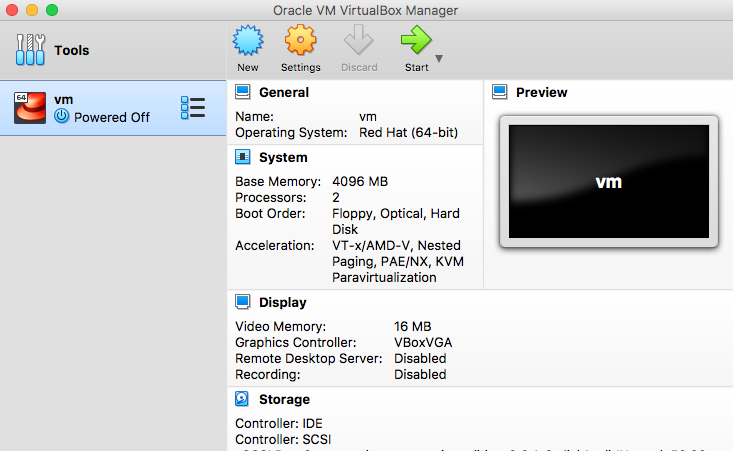 Oracle VM VirtualBox Manager
Tools
New
Settings
Discard
Start
64
vm
Powered Off
General
Name: vm
Operating System: Red Hat (64-bit)
Preview
vm
System
Base Memory: 4096 MB
Processors: 2
Boot Order: Floppy, Optical, Hard
Disk
Acceleration: VT-x/AMD-V, Nested
Paging, PAE/NX, KVM
Paravirtualization
Display
Video Memory: 16 MB
Graphics Controller: VBoxVGA
Remote Desktop Server: Disabled
Recording: Disabled
Storage
Controller: IDE
Controller: SCSI